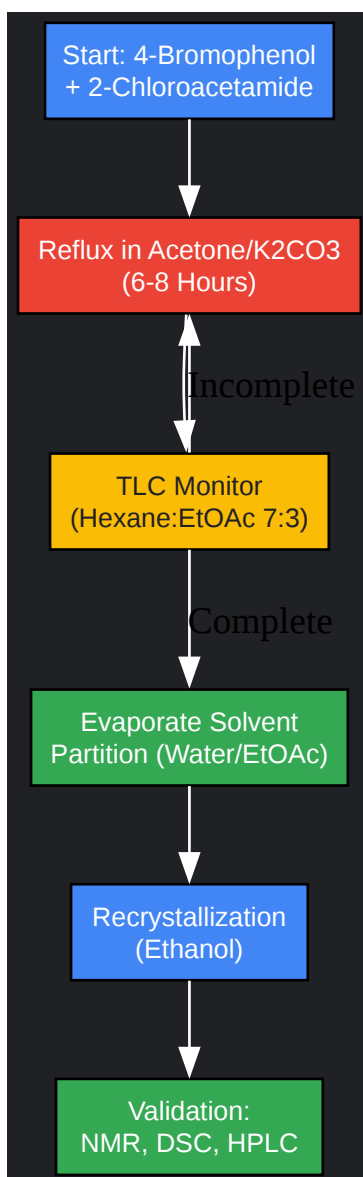 Start: 4-Bromophenol
+ 2-Chloroacetamide
Reflux in Acetone/K2CO3
(6-8 Hours)
Incomplete
TLC Monitor
(Hexane:EtOAc 7:3)
Complete
Evaporate Solvent
Partition (Water/EtOAc)
Recrystallization
(Ethanol)
Validation:
NMR, DSC, HPLC